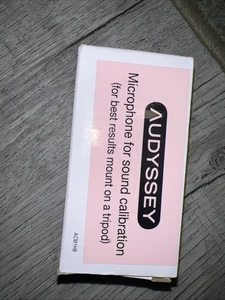 AUDYSSEY
Microphone for sound calibration
(for best results mount on a tripod)
ACM1HB